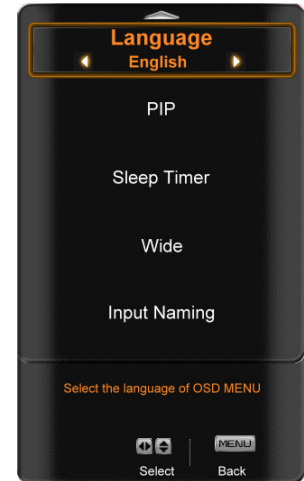 Language
English
PIP
Sleep Timer
Wide
Input Naming
Select the language of OSD MENU
MENU
Select Back